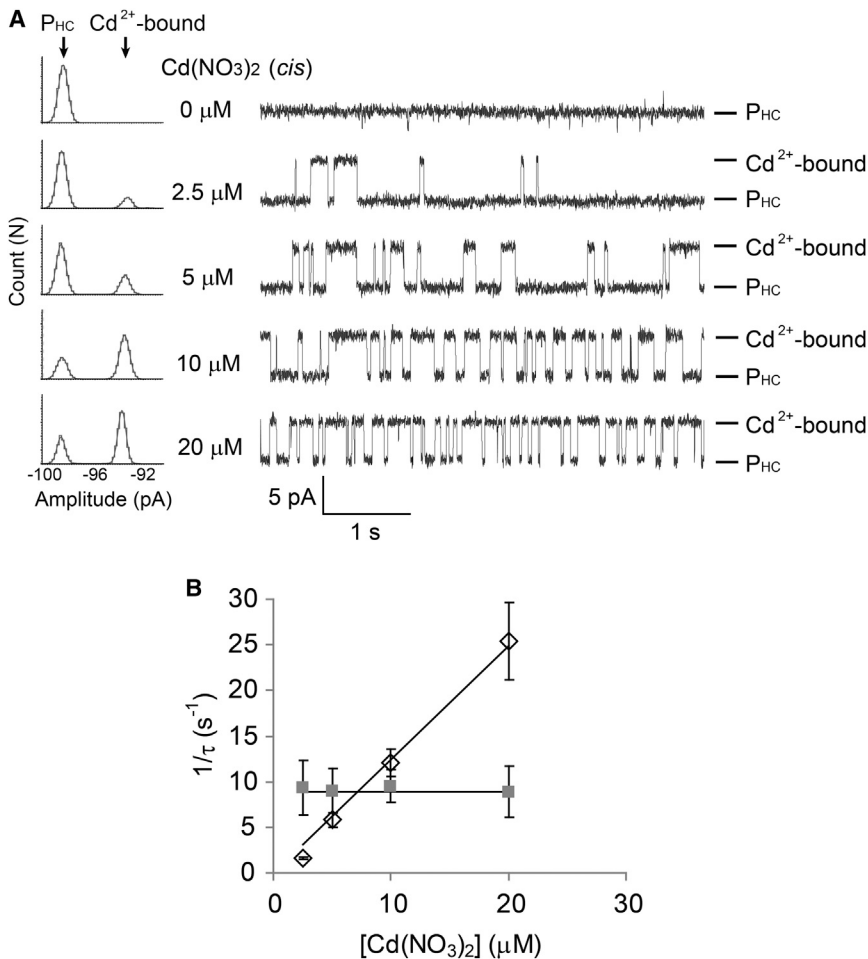 A
PHC Cd2+-bound
Cd(NO3)2 (cis)
0 μM PHC
2.5 μM Cd2+-bound
PHC
5 μM Cd2+-bound
PHC
10 μM Cd2+-bound
PHC
20 μM Cd2+-bound
PHC
Count (N)
-100 -96 -92
Amplitude (pA)
5 pA
1 s
B
30
25
20
15
10
5
0
1/τ (s-1)
0 10 20 30
[Cd(NO3)2] (μM)